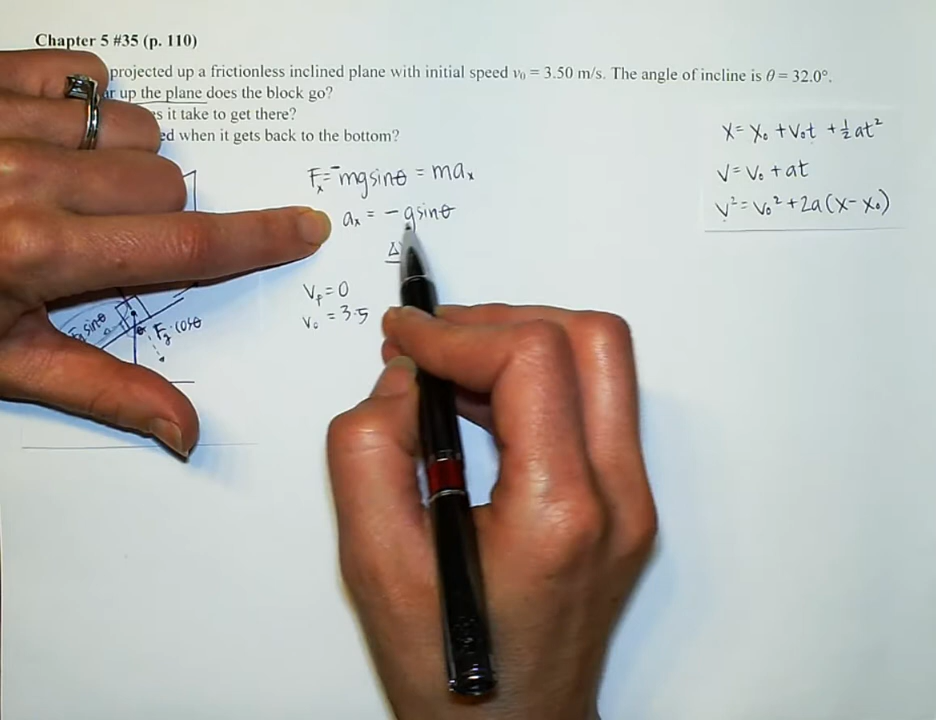 Chapter 5 #35 (p. 110)
projected up a frictionless inclined plane with initial speed v₀ = 3.50 m/s. The angle of incline is θ = 32.0°.
up the plane does the block go?
it take to get there?
when it gets back to the bottom?
x = x₀ + v₀t + ½at²
v = v₀ + at
v² = v₀² + 2a(x - x₀)
Fₓ = -mgsinθ = maₓ
aₓ = -gsinθ
V_f = 0
V₀ = 3.5
sinθ
θ F_g·cosθ